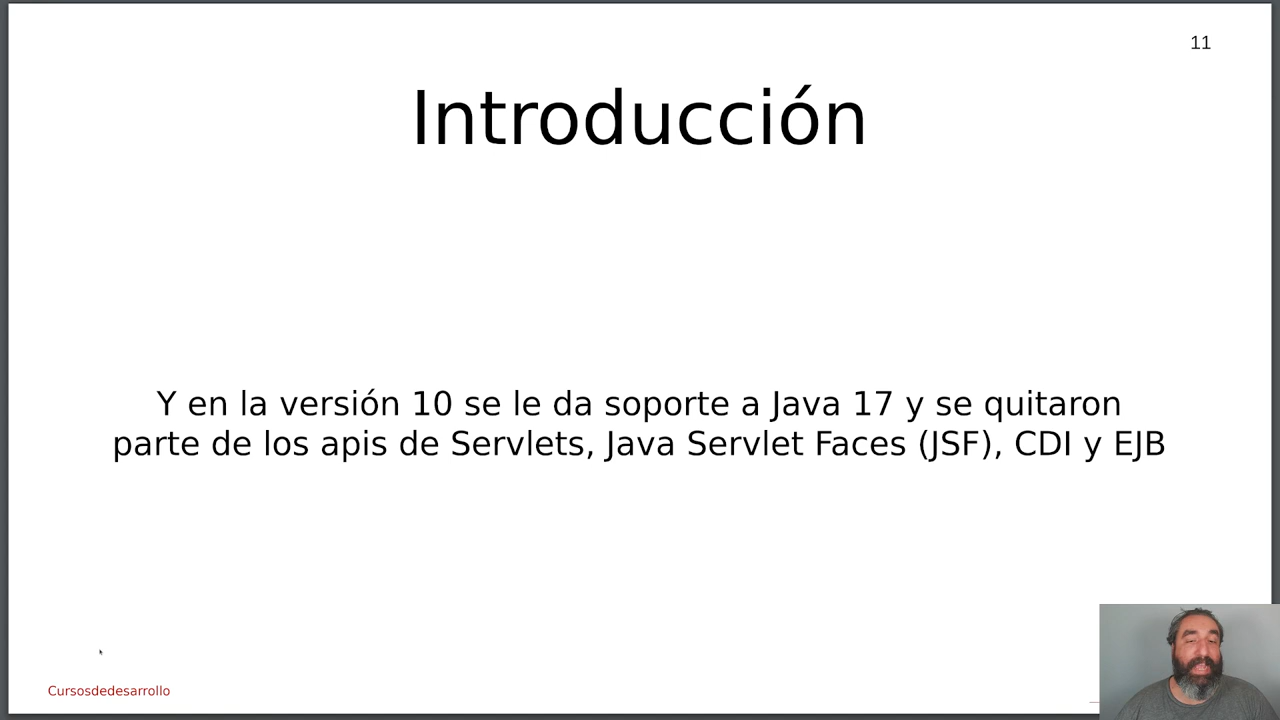 11
Introducción
Y en la versión 10 se le da soporte a Java 17 y se quitaron
parte de los apis de Servlets, Java Servlet Faces (JSF), CDI y EJB
Cursosdedesarrollo